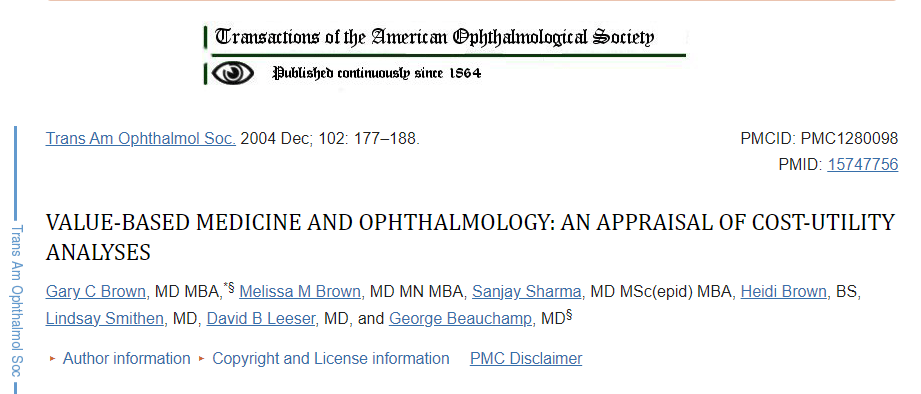 Transactions of the American Ophthalmological Society
Published continuously since 1864
Trans Am Ophthalmol Soc. 2004 Dec; 102: 177–188.
PMCID: PMC1280098
PMID: 15747756
VALUE-BASED MEDICINE AND OPHTHALMOLOGY: AN APPRAISAL OF COST-UTILITY
ANALYSES
Gary C Brown, MD MBA,*§ Melissa M Brown, MD MN MBA, Sanjay Sharma, MD MSc(epid) MBA, Heidi Brown, BS,
Lindsay Smithen, MD, David B Leeser, MD, and George Beauchamp, MD§
▸ Author information ▸ Copyright and License information PMC Disclaimer
Trans Am Ophthalmol Soc